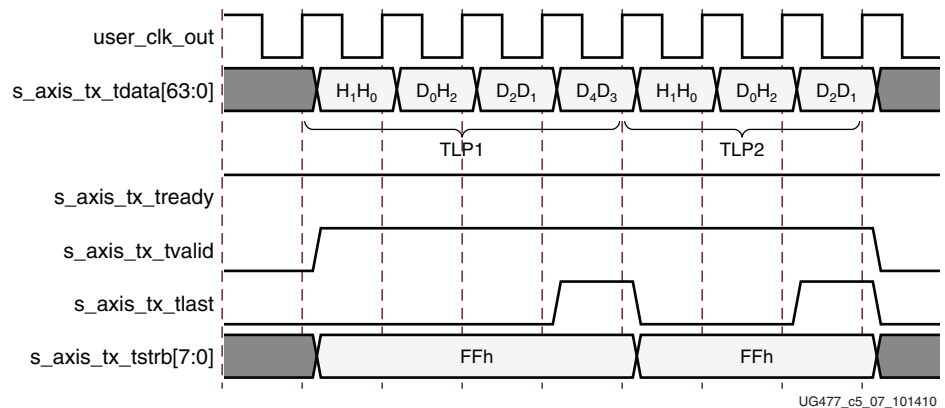 user_clk_out
s_axis_tx_tdata[63:0] H₁H₀ D₀H₂ D₂D₁ D₄D₃ H₁H₀ D₀H₂ D₂D₁
TLP1 TLP2
s_axis_tx_tready
s_axis_tx_tvalid
s_axis_tx_tlast
s_axis_tx_tstrb[7:0] FFh FFh
UG477_c5_07_101410